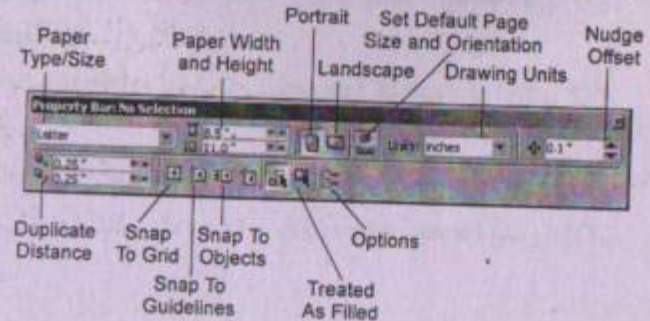 Portrait
Set Default Page
Size and Orientation
Nudge
Offset
Paper
Type/Size
Paper Width
and Height
Landscape
Drawing Units
Property Bar: No Selection
Letter
8.5 "
11.0 "
Units: inches
0.1 "
0.25 "
0.25 "
Duplicate
Distance
Snap
To Grid
Snap To
Objects
Options
Snap To
Guidelines
Treated
As Filled